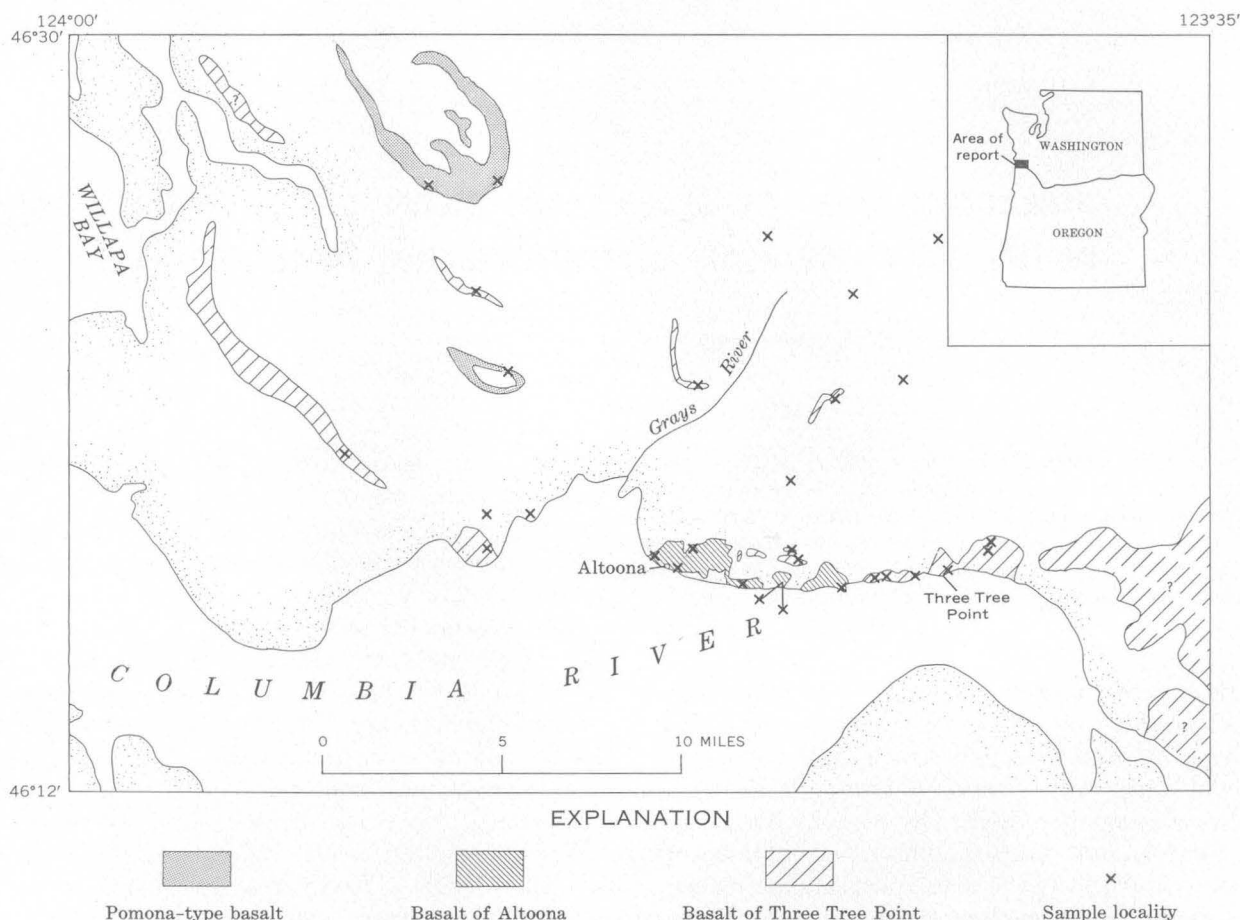 124°00′
123°35′
46°30′
?
Area of
report
WASHINGTON
OREGON
WILLAPA
BAY
Grays River
Altoona
Three Tree
Point
?
?
COLUMBIA RIVER
0 5 10 MILES
46°12′
EXPLANATION
Pomona-type basalt
Basalt of Altoona
Basalt of Three Tree Point
Sample locality